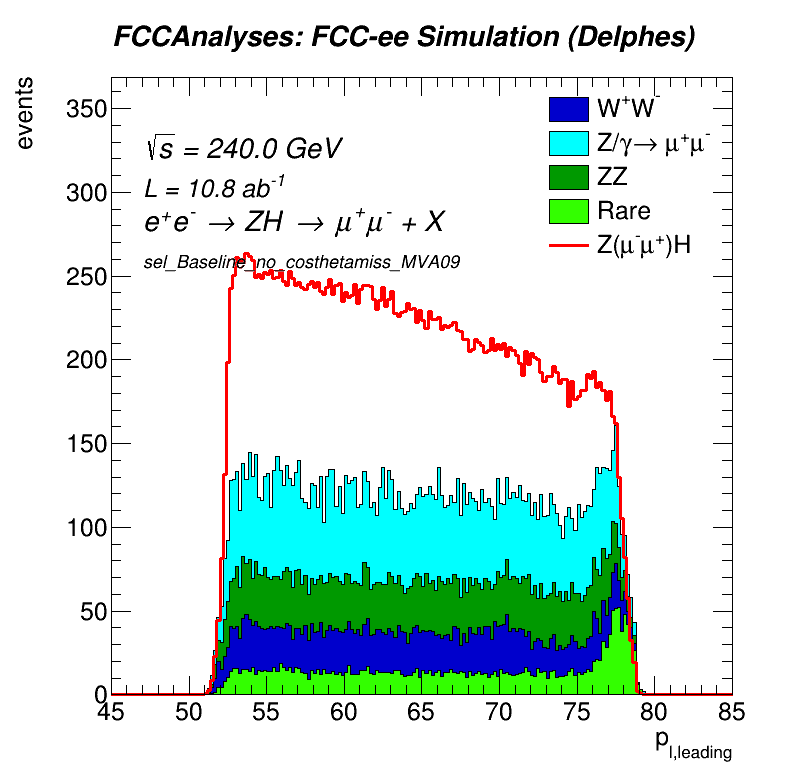 FCCAnalyses: FCC-ee Simulation (Delphes)
events
350
300
250
200
150
100
50
0
√s = 240.0 GeV
L = 10.8 ab⁻¹
e⁺e⁻ → ZH → μ⁺μ⁻ + X
sel_Baseline_no_costhetamiss_MVA09
W⁺W⁻
Z/γ→ μ⁺μ⁻
ZZ
Rare
Z(μ⁻μ⁺)H
45 50 55 60 65 70 75 80 85
p_l,leading